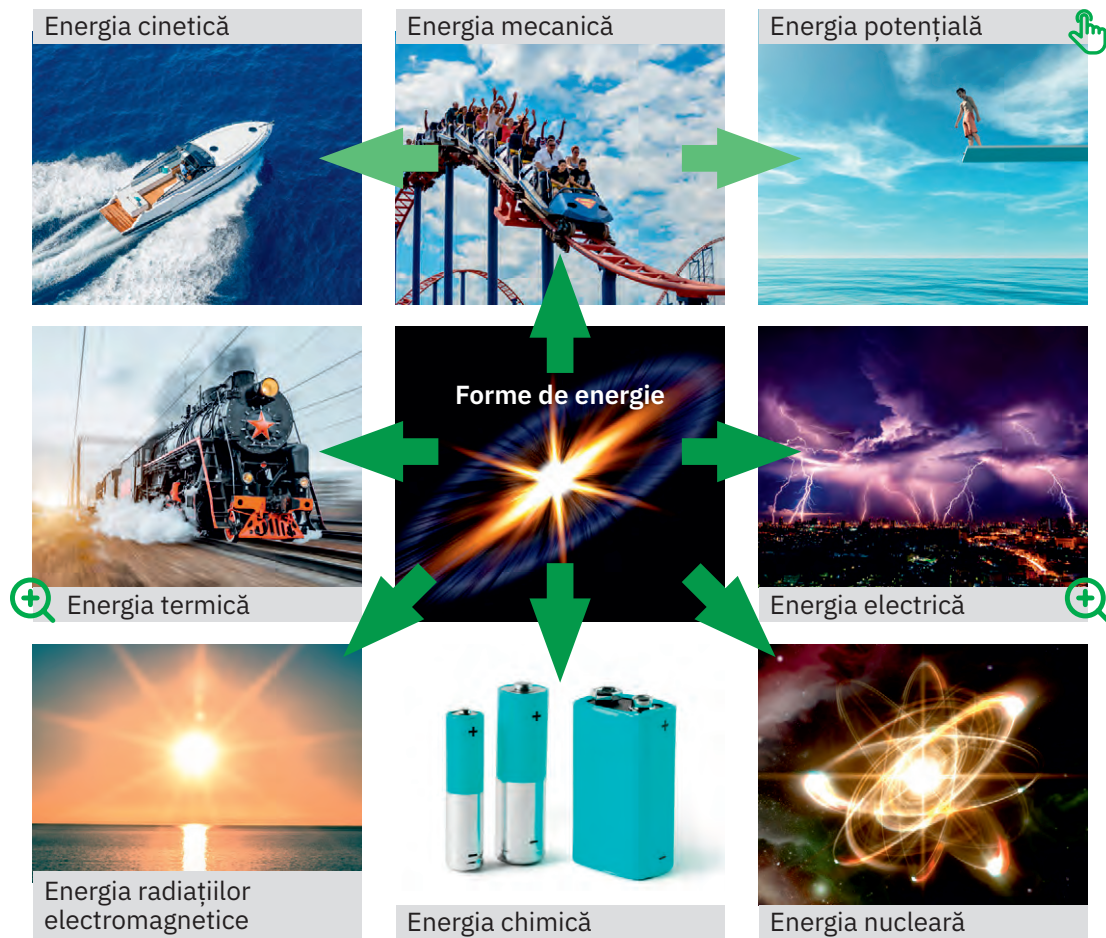 Energia cinetică
Energia mecanică
Energia potențială
Forme de energie
Energia termică
Energia electrică
Energia radiațiilor
electromagnetice
Energia chimică
Energia nucleară